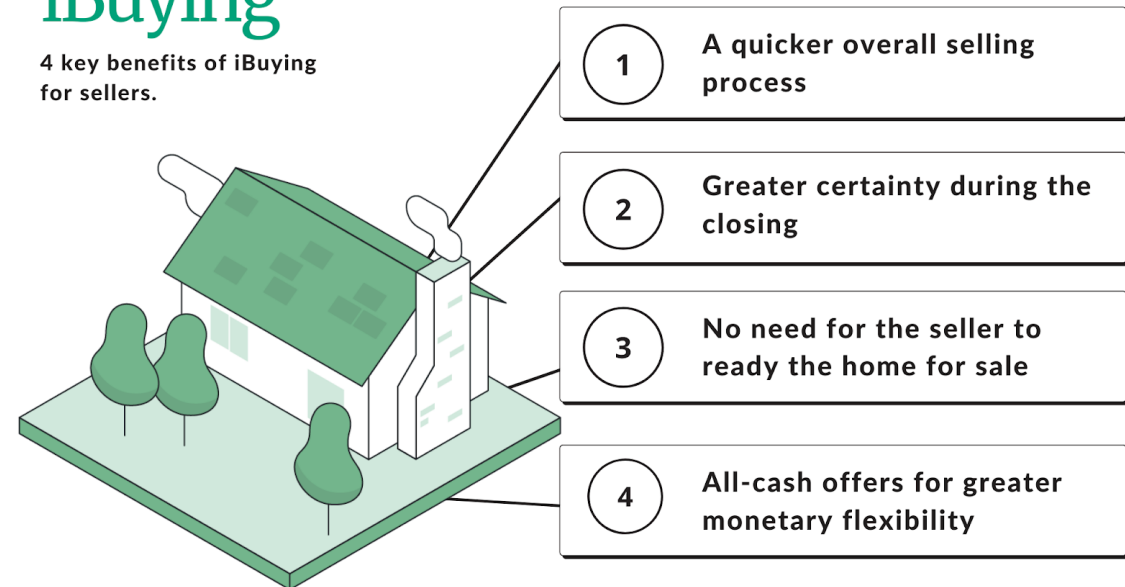 iBuying
4 key benefits of iBuying
for sellers.
1
A quicker overall selling
process
2
Greater certainty during the
closing
3
No need for the seller to
ready the home for sale
4
All-cash offers for greater
monetary flexibility